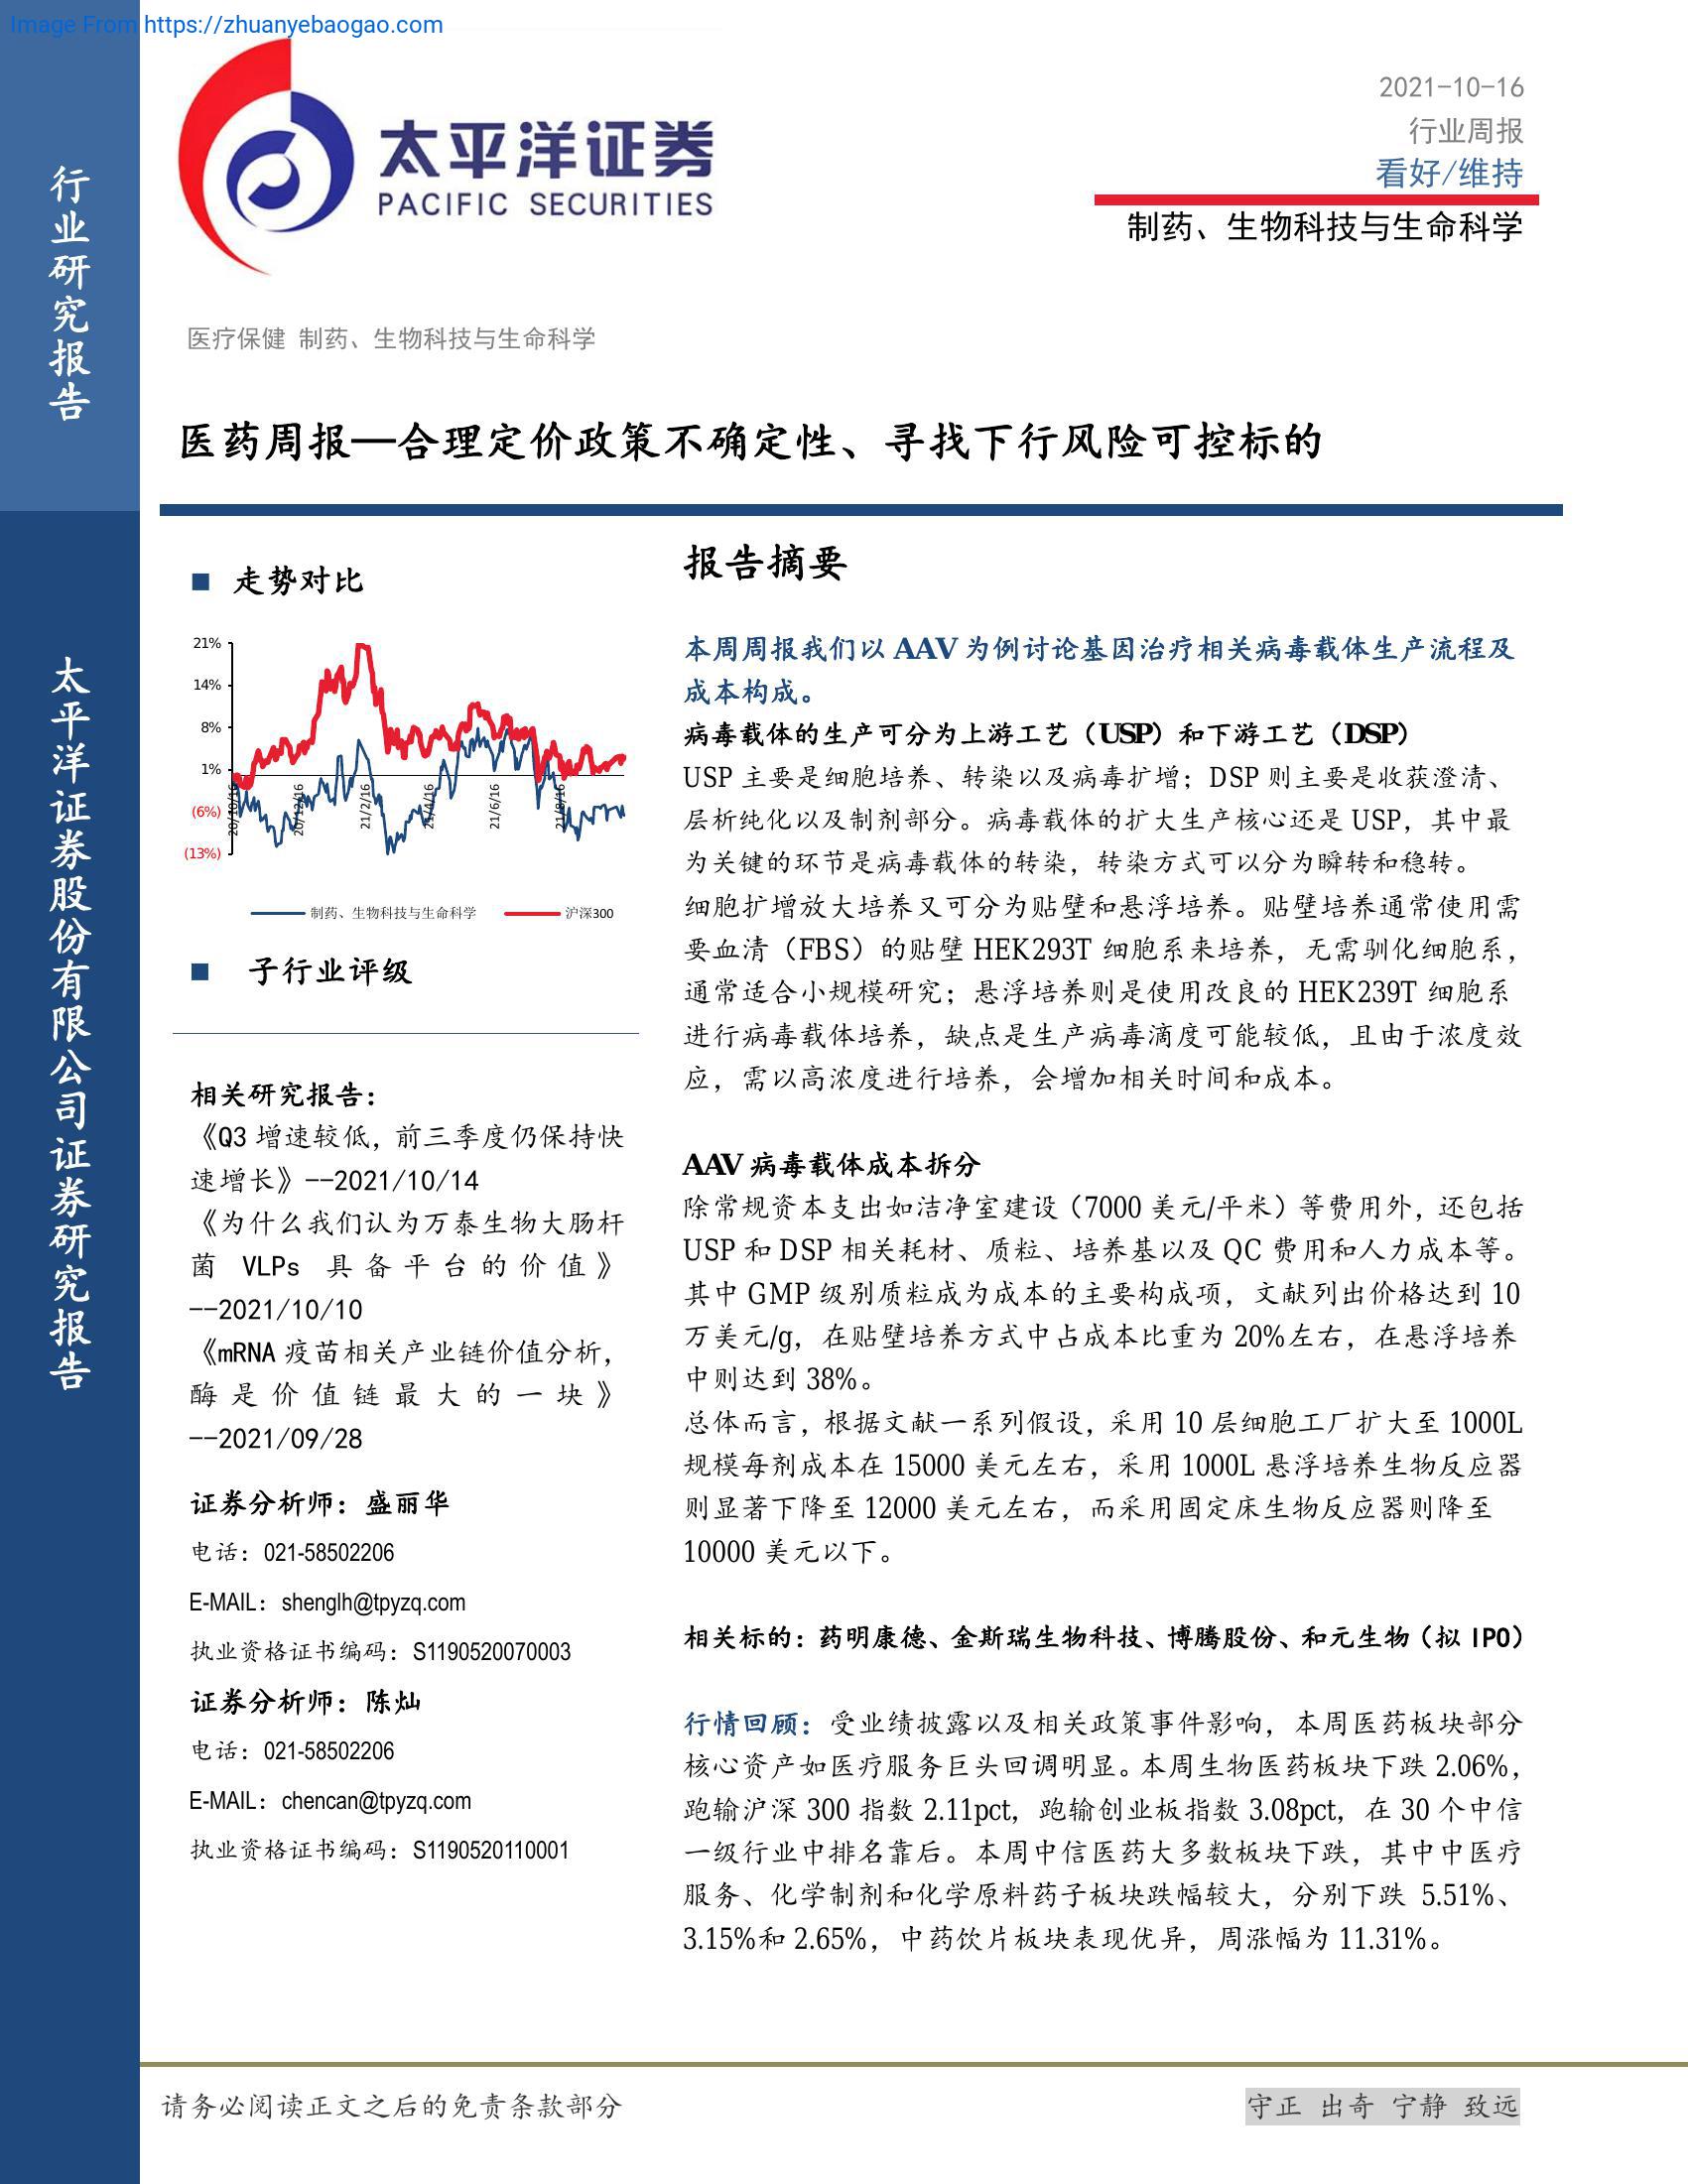 Image From https://zhuanyebaogao.com
行业研究报告
太平洋证券股份有限公司证券研究报告
太平洋证券
PACIFIC SECURITIES
2021-10-16
行业周报
看好/维持
制药、生物科技与生命科学
医疗保健 制药、生物科技与生命科学
医药周报—合理定价政策不确定性、寻找下行风险可控标的
■ 走势对比
21%
14%
8%
1%
(6%)
(13%)
20/10/16
20/12/16
21/2/16
21/4/16
21/6/16
21/8/16
制药、生物科技与生命科学
沪深300
■ 子行业评级
相关研究报告：
《Q3 增速较低，前三季度仍保持快
速增长》--2021/10/14
《为什么我们认为万泰生物大肠杆
菌 VLPs 具备平台的价值》
--2021/10/10
《mRNA 疫苗相关产业链价值分析，
酶是价值链最大的一块》
--2021/09/28
证券分析师：盛丽华
电话：021-58502206
E-MAIL：shenglh@tpyzq.com
执业资格证书编码：S1190520070003
证券分析师：陈灿
电话：021-58502206
E-MAIL：chencan@tpyzq.com
执业资格证书编码：S1190520110001
报告摘要
本周周报我们以 AAV 为例讨论基因治疗相关病毒载体生产流程及
成本构成。
病毒载体的生产可分为上游工艺（USP）和下游工艺（DSP）
USP 主要是细胞培养、转染以及病毒扩增；DSP 则主要是收获澄清、
层析纯化以及制剂部分。病毒载体的扩大生产核心还是 USP，其中最
为关键的环节是病毒载体的转染，转染方式可以分为瞬转和稳转。
细胞扩增放大培养又可分为贴壁和悬浮培养。贴壁培养通常使用需
要血清（FBS）的贴壁 HEK293T 细胞系来培养，无需驯化细胞系，
通常适合小规模研究；悬浮培养则是使用改良的 HEK239T 细胞系
进行病毒载体培养，缺点是生产病毒滴度可能较低，且由于浓度效
应，需以高浓度进行培养，会增加相关时间和成本。
AAV 病毒载体成本拆分
除常规资本支出如洁净室建设（7000 美元/平米）等费用外，还包括
USP 和 DSP 相关耗材、质粒、培养基以及 QC 费用和人力成本等。
其中 GMP 级别质粒成为成本的主要构成项，文献列出价格达到 10
万美元/g，在贴壁培养方式中占成本比重为 20%左右，在悬浮培养
中则达到 38%。
总体而言，根据文献一系列假设，采用 10 层细胞工厂扩大至 1000L
规模每剂成本在 15000 美元左右，采用 1000L 悬浮培养生物反应器
则显著下降至 12000 美元左右，而采用固定床生物反应器则降至
10000 美元以下。
相关标的：药明康德、金斯瑞生物科技、博腾股份、和元生物（拟 IPO）
行情回顾：受业绩披露以及相关政策事件影响，本周医药板块部分
核心资产如医疗服务巨头回调明显。本周生物医药板块下跌 2.06%，
跑输沪深 300 指数 2.11pct，跑输创业板指数 3.08pct，在 30 个中信
一级行业中排名靠后。本周中信医药大多数板块下跌，其中中医疗
服务、化学制剂和化学原料药子板块跌幅较大，分别下跌 5.51%、
3.15%和 2.65%，中药饮片板块表现优异，周涨幅为 11.31%。
请务必阅读正文之后的免责条款部分
守正 出奇 宁静 致远